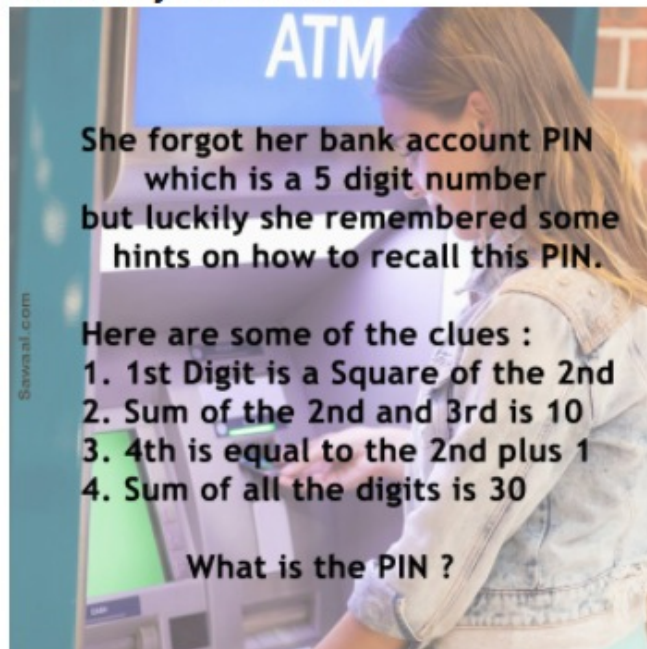 ATM
She forgot her bank account PIN
which is a 5 digit number
but luckily she remembered some
hints on how to recall this PIN.
Here are some of the clues :
1. 1st Digit is a Square of the 2nd
2. Sum of the 2nd and 3rd is 10
3. 4th is equal to the 2nd plus 1
4. Sum of all the digits is 30
What is the PIN ?
Sawaal.com